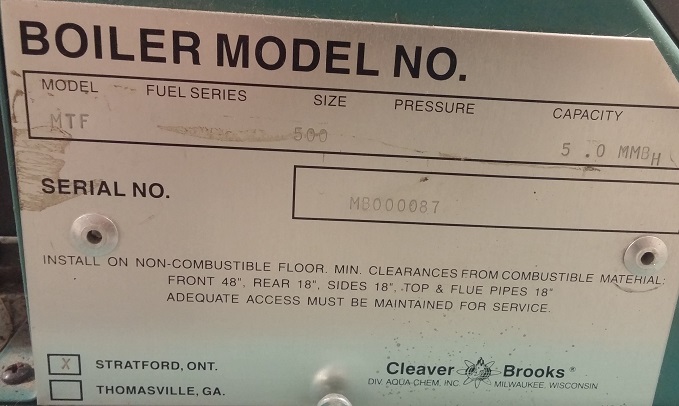 BOILER MODEL NO.
MODEL FUEL SERIES SIZE PRESSURE CAPACITY
MTF 500 5.0 MMBH
SERIAL NO. MB000087
INSTALL ON NON-COMBUSTIBLE FLOOR. MIN. CLEARANCES FROM COMBUSTIBLE MATERIAL:
FRONT 48", REAR 18", SIDES 18", TOP & FLUE PIPES 18"
ADEQUATE ACCESS MUST BE MAINTAINED FOR SERVICE.
X STRATFORD, ONT.
THOMASVILLE, GA.
Cleaver Brooks ®
DIV. AQUA-CHEM, INC. MILWAUKEE, WISCONSIN